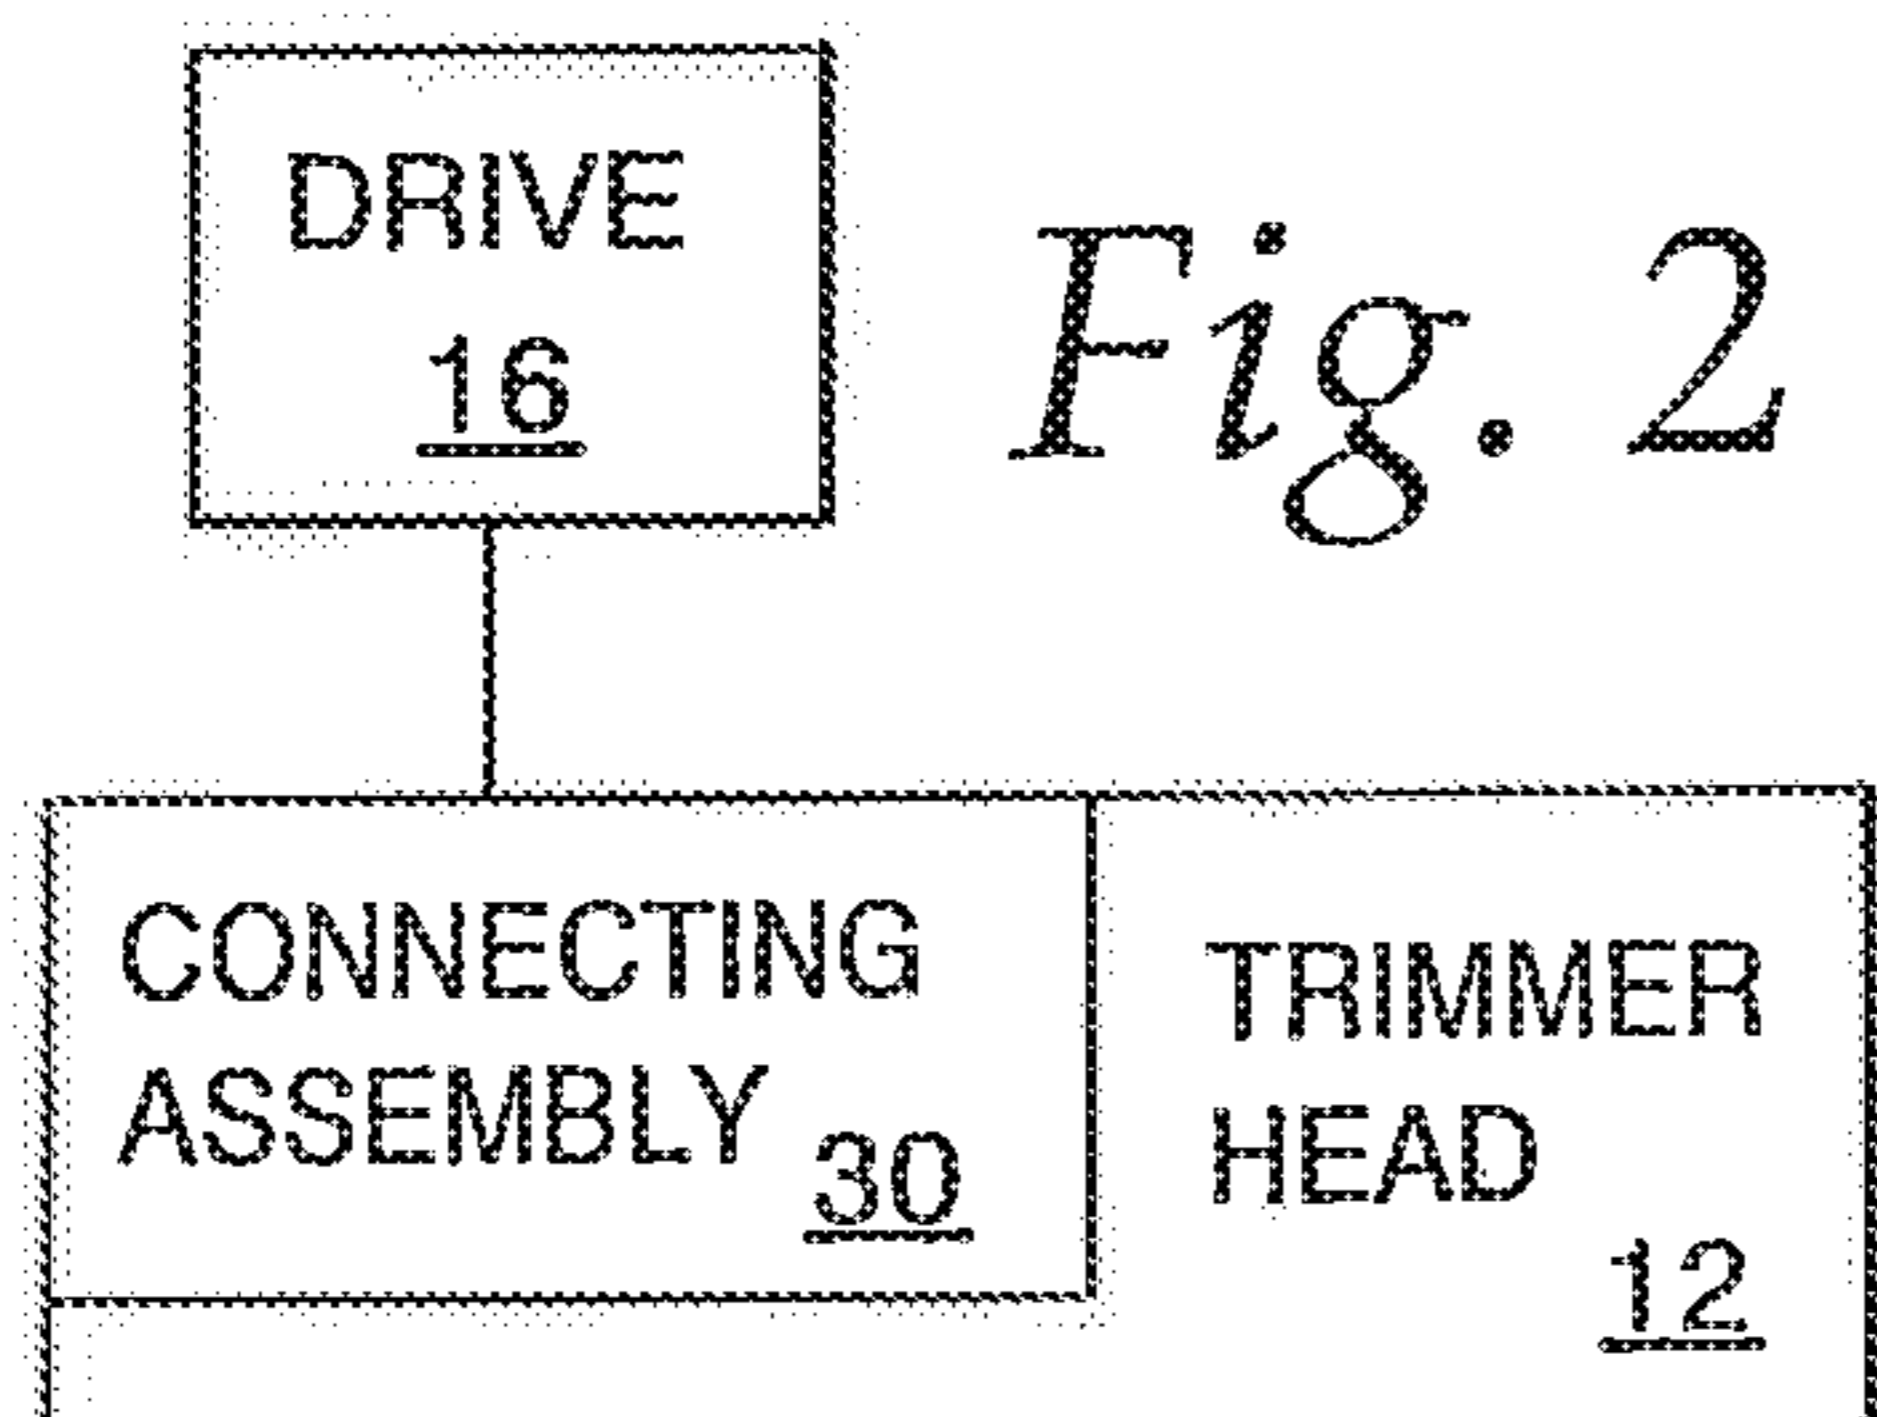 DRIVE
16
Fig. 2
CONNECTING
ASSEMBLY 30
TRIMMER
HEAD
12